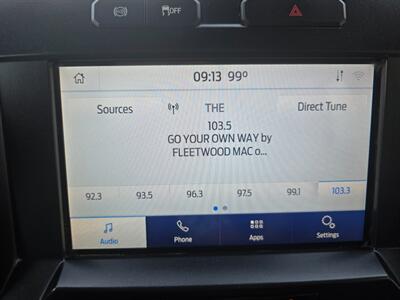 OFF
09:13 99º
Sources THE Direct Tune
103.5
GO YOUR OWN WAY by
FLEETWOOD MAC o...
92.3 93.5 96.3 97.5 99.1 103.3
Audio Phone Apps Settings